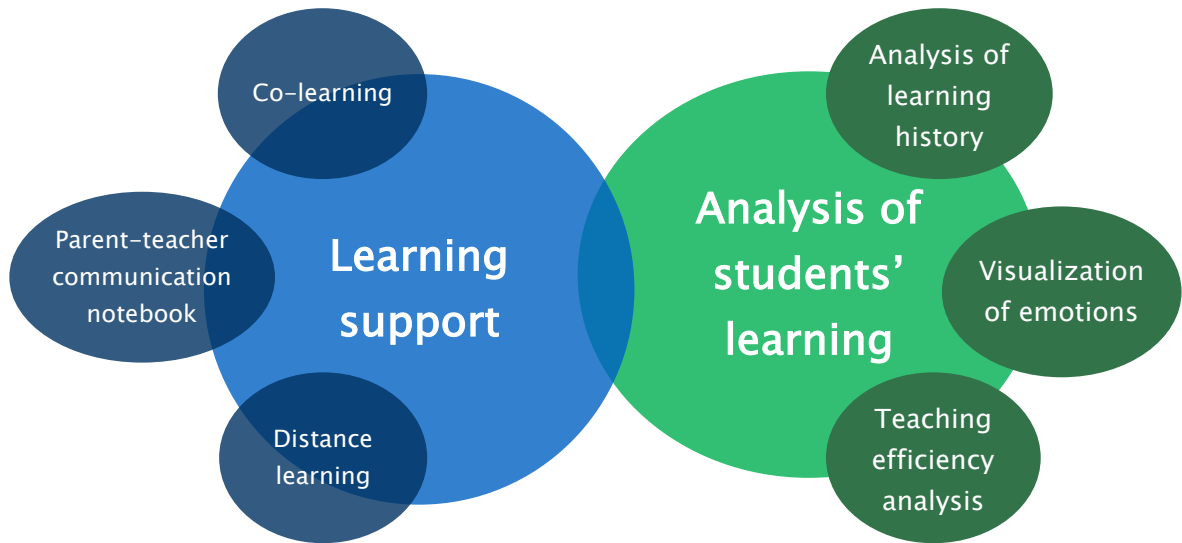 Co-learning
Parent-teacher
communication
notebook
Distance
learning
Learning
support
Analysis of
students’
learning
Analysis of
learning
history
Visualization
of emotions
Teaching
efficiency
analysis